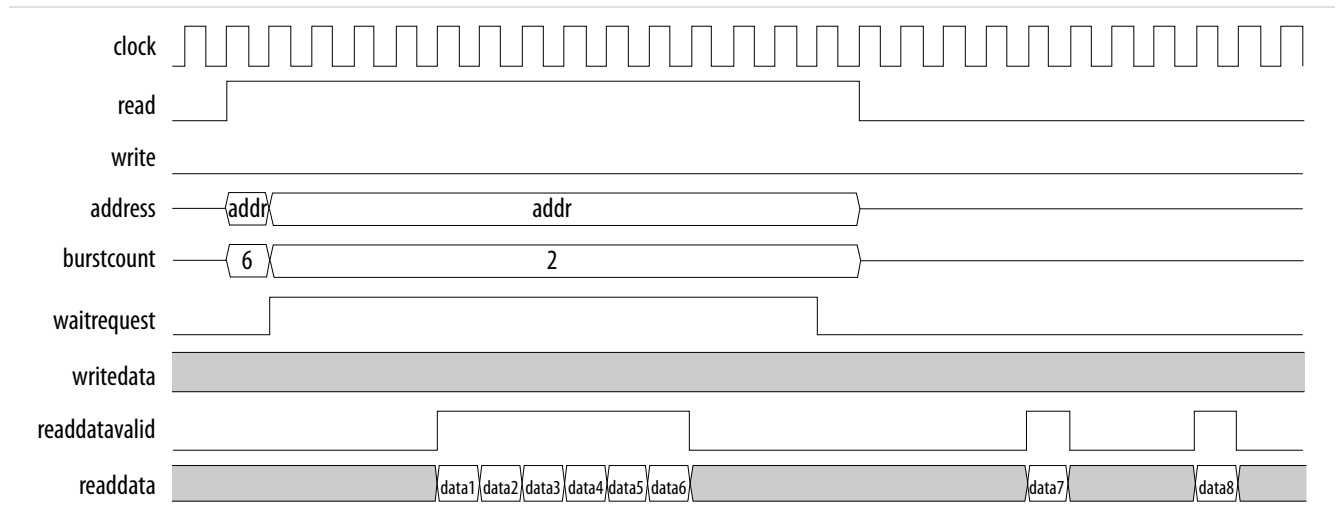 clock
read
write
address addr addr
burstcount 6 2
waitrequest
writedata
readdatavalid
readdata data1 data2 data3 data4 data5 data6 data7 data8